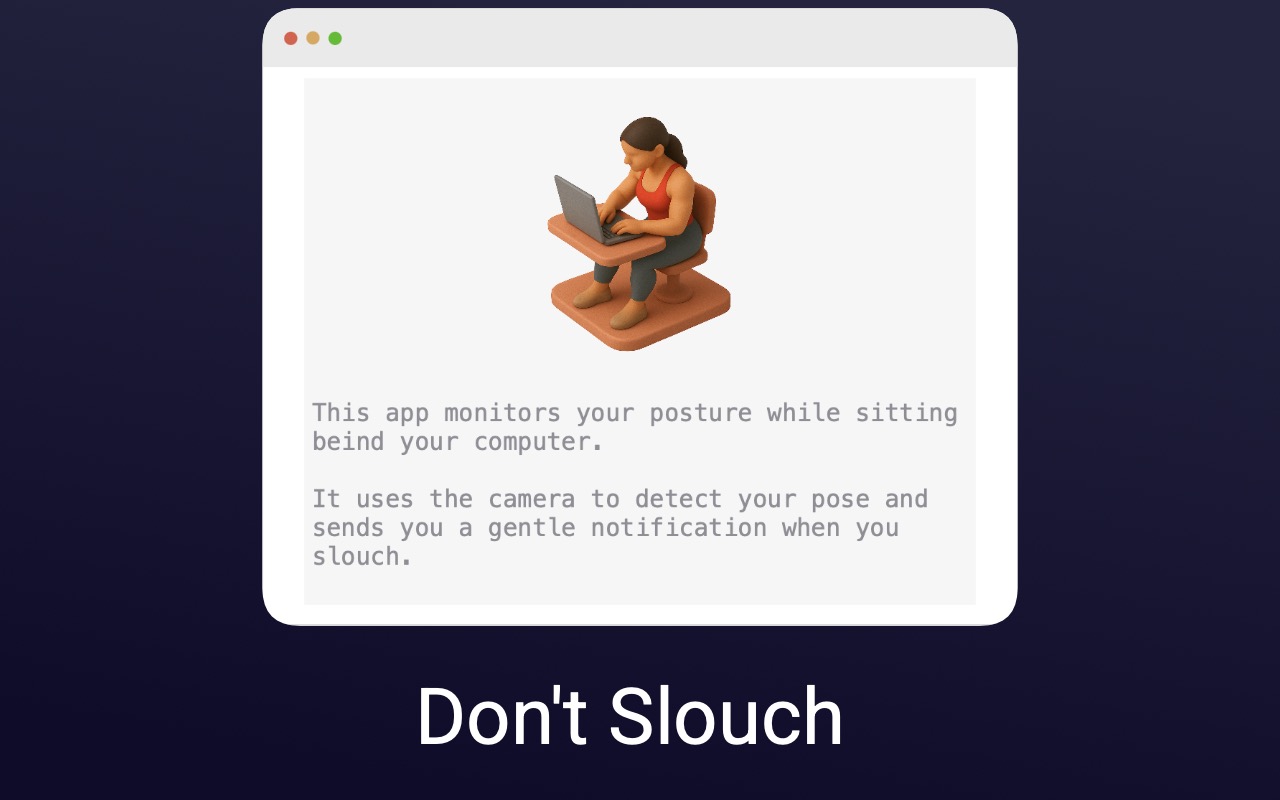 This app monitors your posture while sitting
beind your computer.
It uses the camera to detect your pose and
sends you a gentle notification when you
slouch.
Don't Slouch